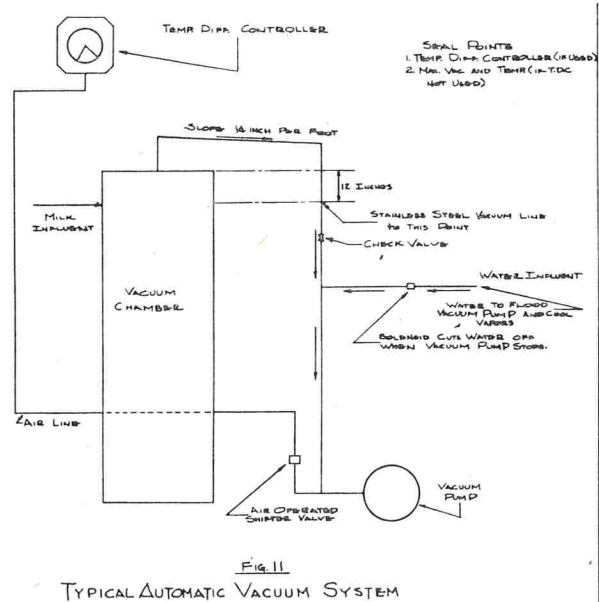 TEMP. DIFF. CONTROLLER
SEAL POINTS
1. TEMP. DIFF. CONTROLLER (IF USED)
2. MAX. VAC AND TEMP (IF T.D.C.
NOT USED)
SLOPE 1/4 INCH PER FOOT
12 INCHES
MILK
INFLUENT
STAINLESS STEEL VACUUM LINE
TO THIS POINT
CHECK VALVE
VACUUM
CHAMBER
WATER INFLUENT
WATER TO FLOOD
VACUUM PUMP AND COOL
VAPORS
SOLENOID CUTS WATER OFF
WHEN VACUUM PUMP STOPS.
AIR LINE
VACUUM
PUMP
AIR OPERATED
SHIFTER VALVE
FIG. 11
TYPICAL AUTOMATIC VACUUM SYSTEM